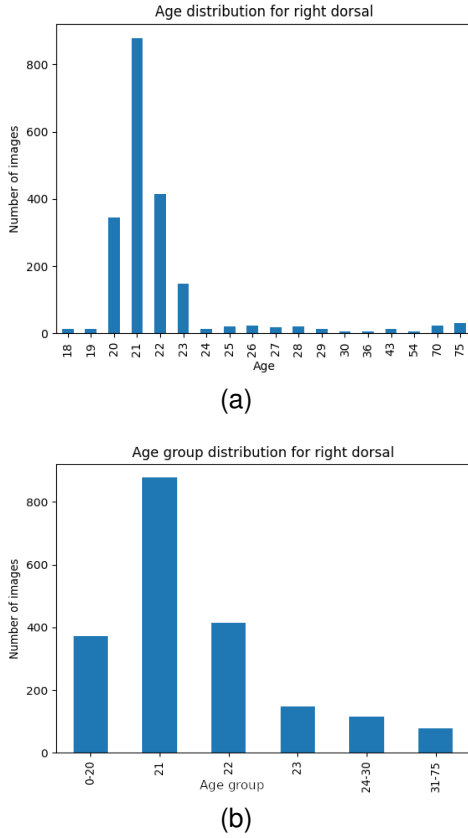 Age distribution for right dorsal
Number of images
800
600
400
200
0
18 19 20 21 22 23 24 25 26 27 28 29 30 36 43 54 70 75
Age
(a)
Age group distribution for right dorsal
Number of images
800
600
400
200
0
0-20 21 22 23 24-30 31-75
Age group
(b)